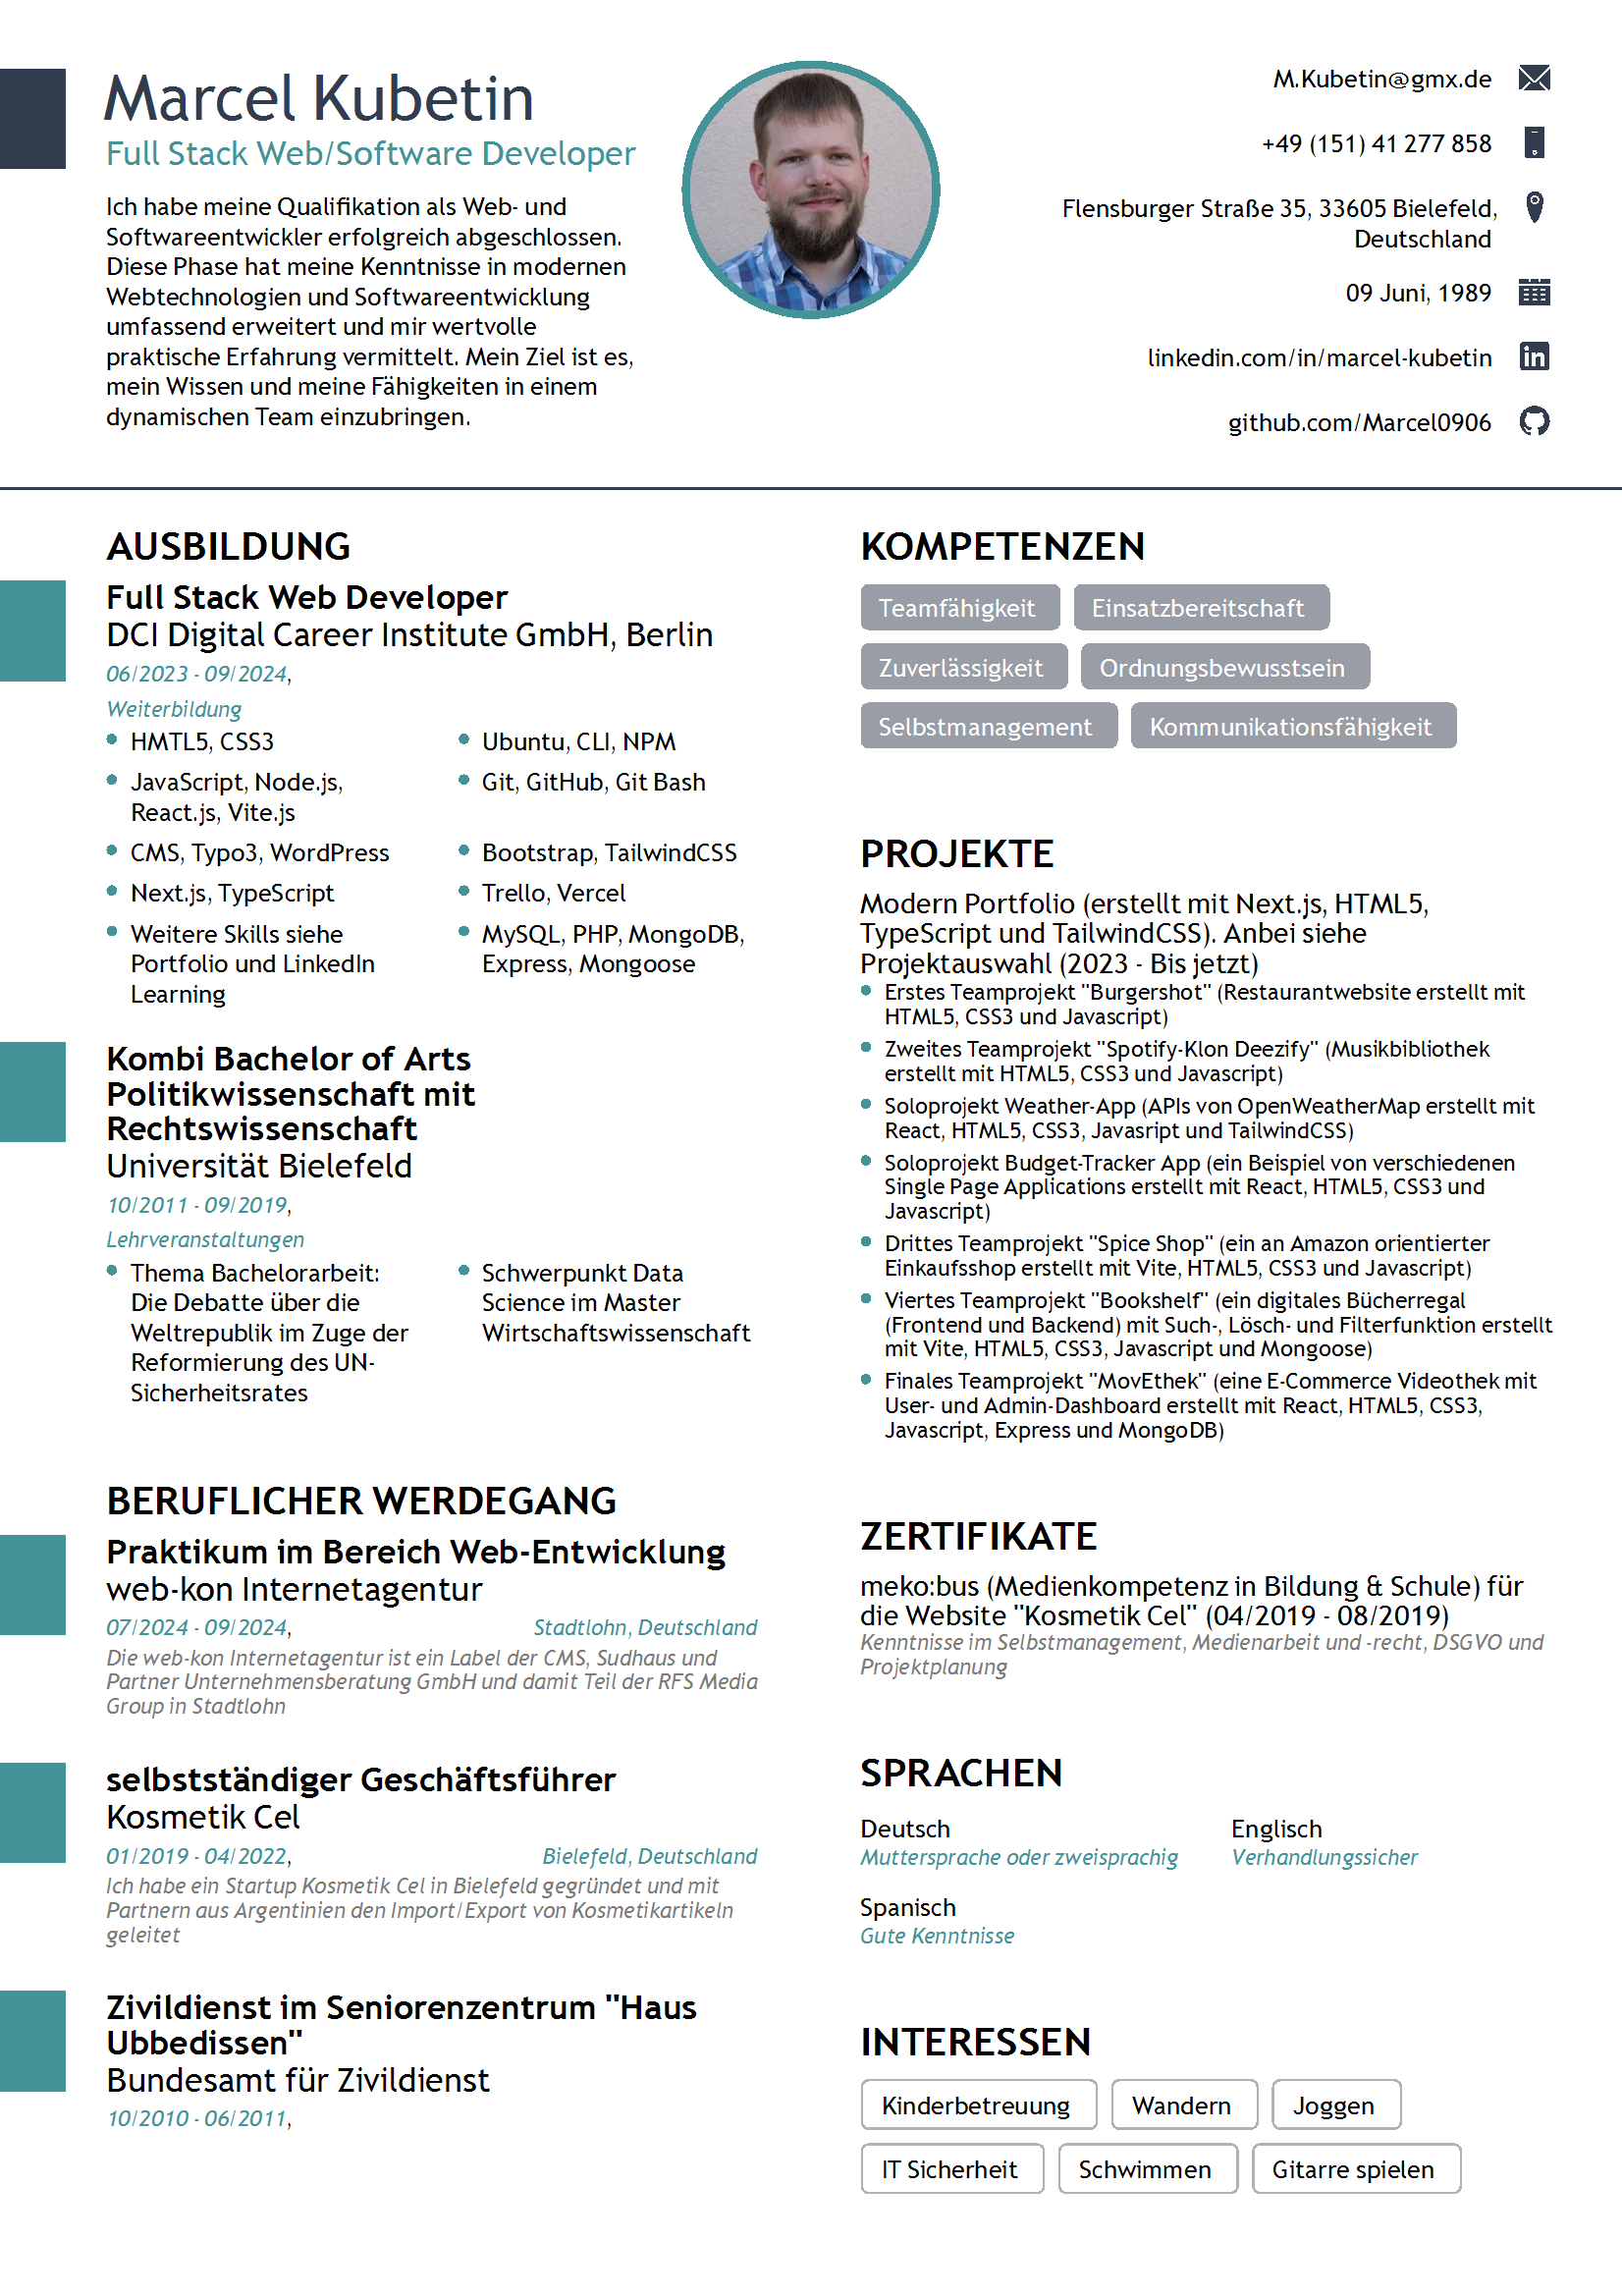 Marcel Kubetin
Full Stack Web/Software Developer
Ich habe meine Qualifikation als Web- und
Softwareentwickler erfolgreich abgeschlossen.
Diese Phase hat meine Kenntnisse in modernen
Webtechnologien und Softwareentwicklung
umfassend erweitert und mir wertvolle
praktische Erfahrung vermittelt. Mein Ziel ist es,
mein Wissen und meine Fähigkeiten in einem
dynamischen Team einzubringen.
M.Kubetin@gmx.de
+49 (151) 41 277 858
Flensburger Straße 35, 33605 Bielefeld,
Deutschland
09 Juni, 1989
linkedin.com/in/marcel-kubetin
github.com/Marcel0906
AUSBILDUNG
Full Stack Web Developer
DCI Digital Career Institute GmbH, Berlin
06/2023 - 09/2024,
Weiterbildung
HMTL5, CSS3
Ubuntu, CLI, NPM
JavaScript, Node.js,
React.js, Vite.js
Git, GitHub, Git Bash
CMS, Typo3, WordPress
Bootstrap, TailwindCSS
Next.js, TypeScript
Trello, Vercel
Weitere Skills siehe
Portfolio und LinkedIn
Learning
MySQL, PHP, MongoDB,
Express, Mongoose
Kombi Bachelor of Arts
Politikwissenschaft mit
Rechtswissenschaft
Universität Bielefeld
10/2011 - 09/2019,
Lehrveranstaltungen
Thema Bachelorarbeit:
Die Debatte über die
Weltrepublik im Zuge der
Reformierung des UN-
Sicherheitsrates
Schwerpunkt Data
Science im Master
Wirtschaftswissenschaft
BERUFLICHER WERDEGANG
Praktikum im Bereich Web-Entwicklung
web-kon Internetagentur
07/2024 - 09/2024, Stadtlohn, Deutschland
Die web-kon Internetagentur ist ein Label der CMS, Sudhaus und
Partner Unternehmensberatung GmbH und damit Teil der RFS Media
Group in Stadtlohn
selbstständiger Geschäftsführer
Kosmetik Cel
01/2019 - 04/2022, Bielefeld, Deutschland
Ich habe ein Startup Kosmetik Cel in Bielefeld gegründet und mit
Partnern aus Argentinien den Import/Export von Kosmetikartikeln
geleitet
Zivildienst im Seniorenzentrum "Haus
Ubbedissen"
Bundesamt für Zivildienst
10/2010 - 06/2011,
KOMPETENZEN
Teamfähigkeit Einsatzbereitschaft
Zuverlässigkeit Ordnungsbewusstsein
Selbstmanagement Kommunikationsfähigkeit
PROJEKTE
Modern Portfolio (erstellt mit Next.js, HTML5,
TypeScript und TailwindCSS). Anbei siehe
Projektauswahl (2023 - Bis jetzt)
Erstes Teamprojekt "Burgershot" (Restaurantwebsite erstellt mit
HTML5, CSS3 und Javascript)
Zweites Teamprojekt "Spotify-Klon Deezify" (Musikbibliothek
erstellt mit HTML5, CSS3 und Javascript)
Soloprojekt Weather-App (APIs von OpenWeatherMap erstellt mit
React, HTML5, CSS3, Javasript und TailwindCSS)
Soloprojekt Budget-Tracker App (ein Beispiel von verschiedenen
Single Page Applications erstellt mit React, HTML5, CSS3 und
Javascript)
Drittes Teamprojekt "Spice Shop" (ein an Amazon orientierter
Einkaufsshop erstellt mit Vite, HTML5, CSS3 und Javascript)
Viertes Teamprojekt "Bookshelf" (ein digitales Bücherregal
(Frontend und Backend) mit Such-, Lösch- und Filterfunktion erstellt
mit Vite, HTML5, CSS3, Javascript und Mongoose)
Finales Teamprojekt "MovEthek" (eine E-Commerce Videothek mit
User- und Admin-Dashboard erstellt mit React, HTML5, CSS3,
Javascript, Express und MongoDB)
ZERTIFIKATE
meko:bus (Medienkompetenz in Bildung & Schule) für
die Website "Kosmetik Cel" (04/2019 - 08/2019)
Kenntnisse im Selbstmanagement, Medienarbeit und -recht, DSGVO und
Projektplanung
SPRACHEN
Deutsch
Muttersprache oder zweisprachig
Englisch
Verhandlungssicher
Spanisch
Gute Kenntnisse
INTERESSEN
Kinderbetreuung Wandern Joggen
IT Sicherheit Schwimmen Gitarre spielen